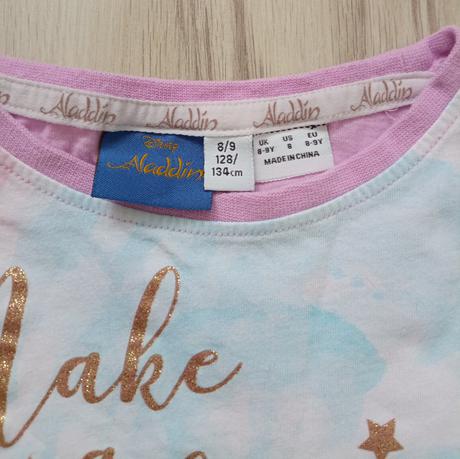 Aladdin Aladdin Aladdin Aladdin
Disney
Aladdin
8/9
128/
134cm
UK US EU
8-9Y 8 8-9Y
MADE IN CHINA
Make